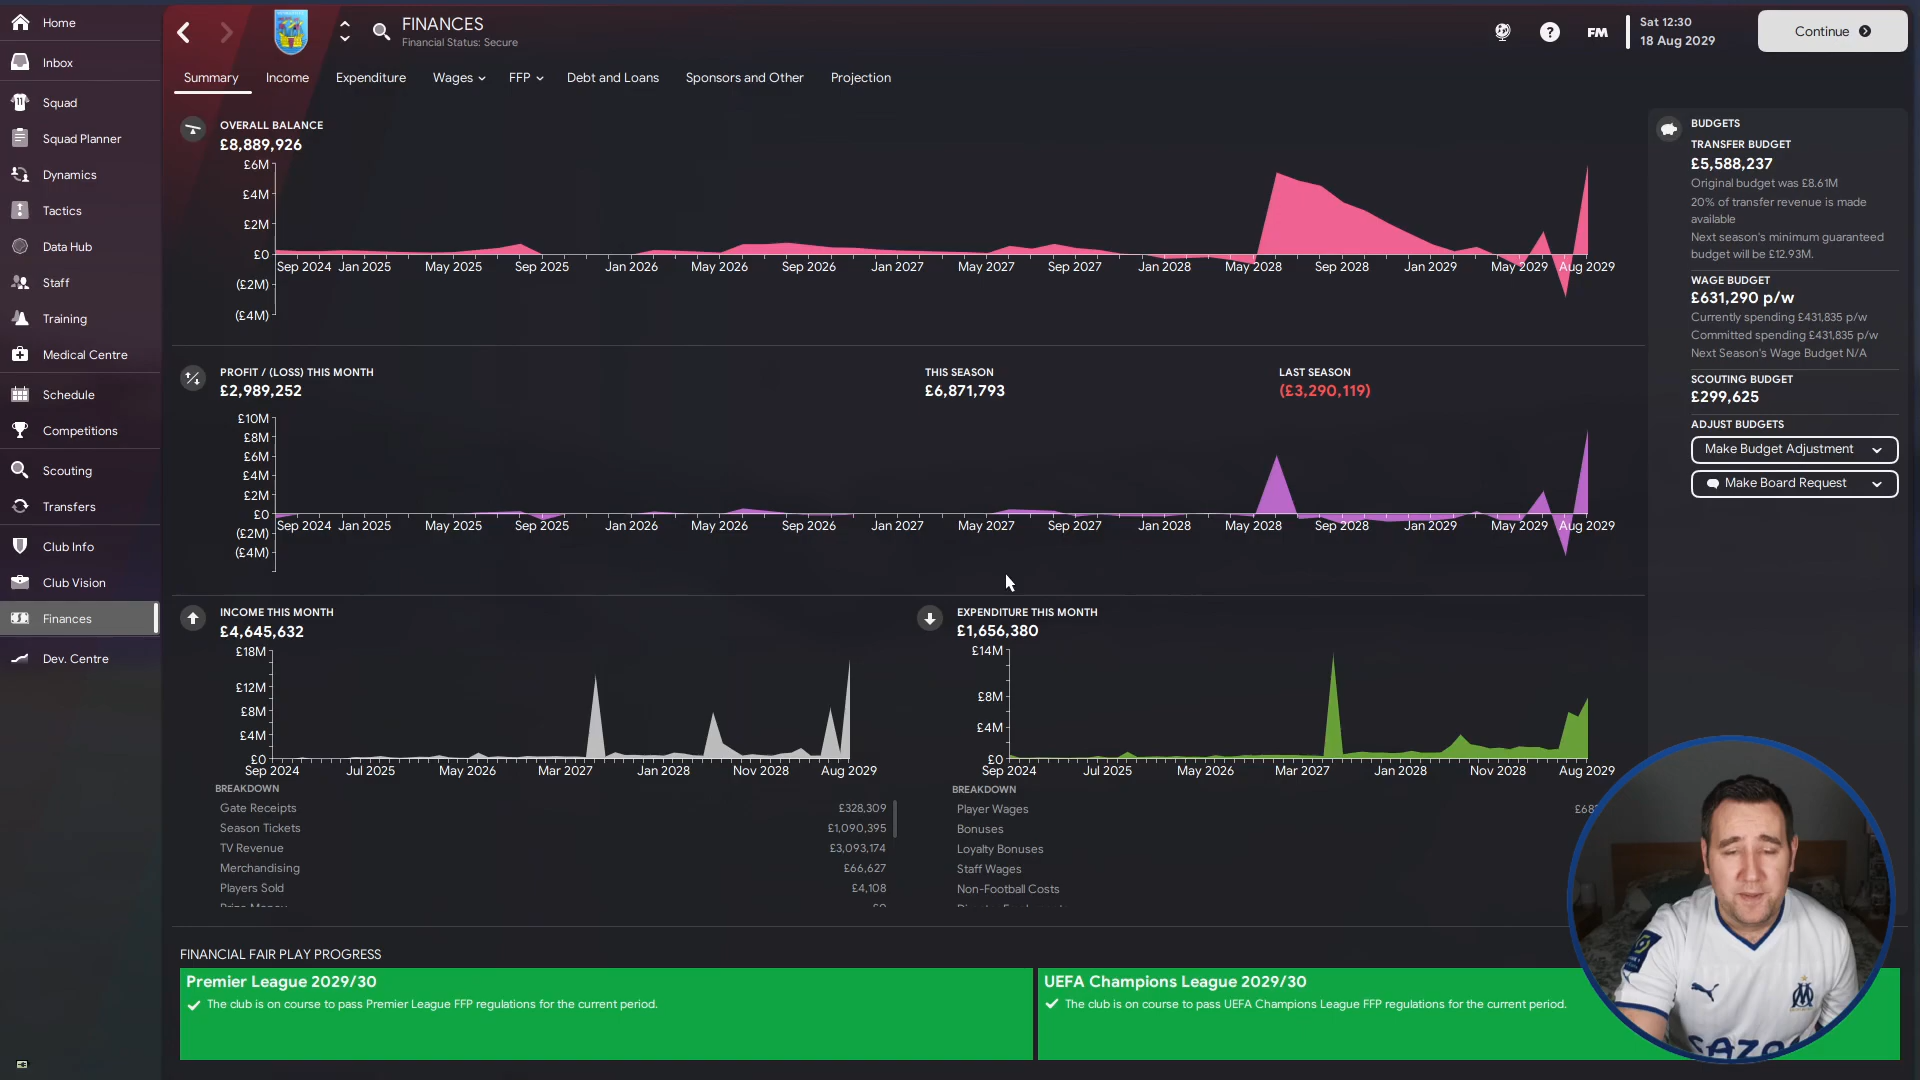 Home
Inbox
Squad
Squad Planner
Dynamics
Tactics
Data Hub
Staff
Training
Medical Centre
Schedule
Competitions
Scouting
Transfers
Club Info
Club Vision
Finances
Dev. Centre
FINANCES
Financial Status: Secure
FM
Sat 12:30
18 Aug 2029
Continue
Summary Income Expenditure Wages FFP Debt and Loans Sponsors and Other Projection
OVERALL BALANCE
£8,889,926
£6M
£4M
£2M
£0
(£2M)
(£4M)
Sep 2024 Jan 2025 May 2025 Sep 2025 Jan 2026 May 2026 Sep 2026 Jan 2027 May 2027 Sep 2027 Jan 2028 May 2028 Sep 2028 Jan 2029 May 2029 Aug 2029
PROFIT / (LOSS) THIS MONTH
£2,989,252
THIS SEASON
£6,871,793
LAST SEASON
(£3,290,119)
£10M
£8M
£6M
£4M
£2M
£0
(£2M)
(£4M)
Sep 2024 Jan 2025 May 2025 Sep 2025 Jan 2026 May 2026 Sep 2026 Jan 2027 May 2027 Sep 2027 Jan 2028 May 2028 Sep 2028 Jan 2029 May 2029 Aug 2029
INCOME THIS MONTH
£4,645,632
£18M
£12M
£8M
£4M
£0
Sep 2024 Jul 2025 May 2026 Mar 2027 Jan 2028 Nov 2028 Aug 2029
BREAKDOWN
Gate Receipts £328,309
Season Tickets £1,090,395
TV Revenue £3,093,174
Merchandising £66,627
Players Sold £4,108
EXPENDITURE THIS MONTH
£1,656,380
£14M
£8M
£4M
£0
Sep 2024 Jul 2025 May 2026 Mar 2027 Jan 2028 Nov 2028 Aug 2029
BREAKDOWN
Player Wages
Bonuses
Loyalty Bonuses
Staff Wages
Non-Football Costs
BUDGETS
TRANSFER BUDGET
£5,588,237
Original budget was £8.61M
20% of transfer revenue is made
available
Next season's minimum guaranteed
budget will be £12.93M.
WAGE BUDGET
£631,290 p/w
Currently spending £431,835 p/w
Committed spending £431,835 p/w
Next Season's Wage Budget N/A
SCOUTING BUDGET
£299,625
ADJUST BUDGETS
Make Budget Adjustment
Make Board Request
FINANCIAL FAIR PLAY PROGRESS
Premier League 2029/30
The club is on course to pass Premier League FFP regulations for the current period.
UEFA Champions League 2029/30
The club is on course to pass UEFA Champions League FFP regulations for the current period.